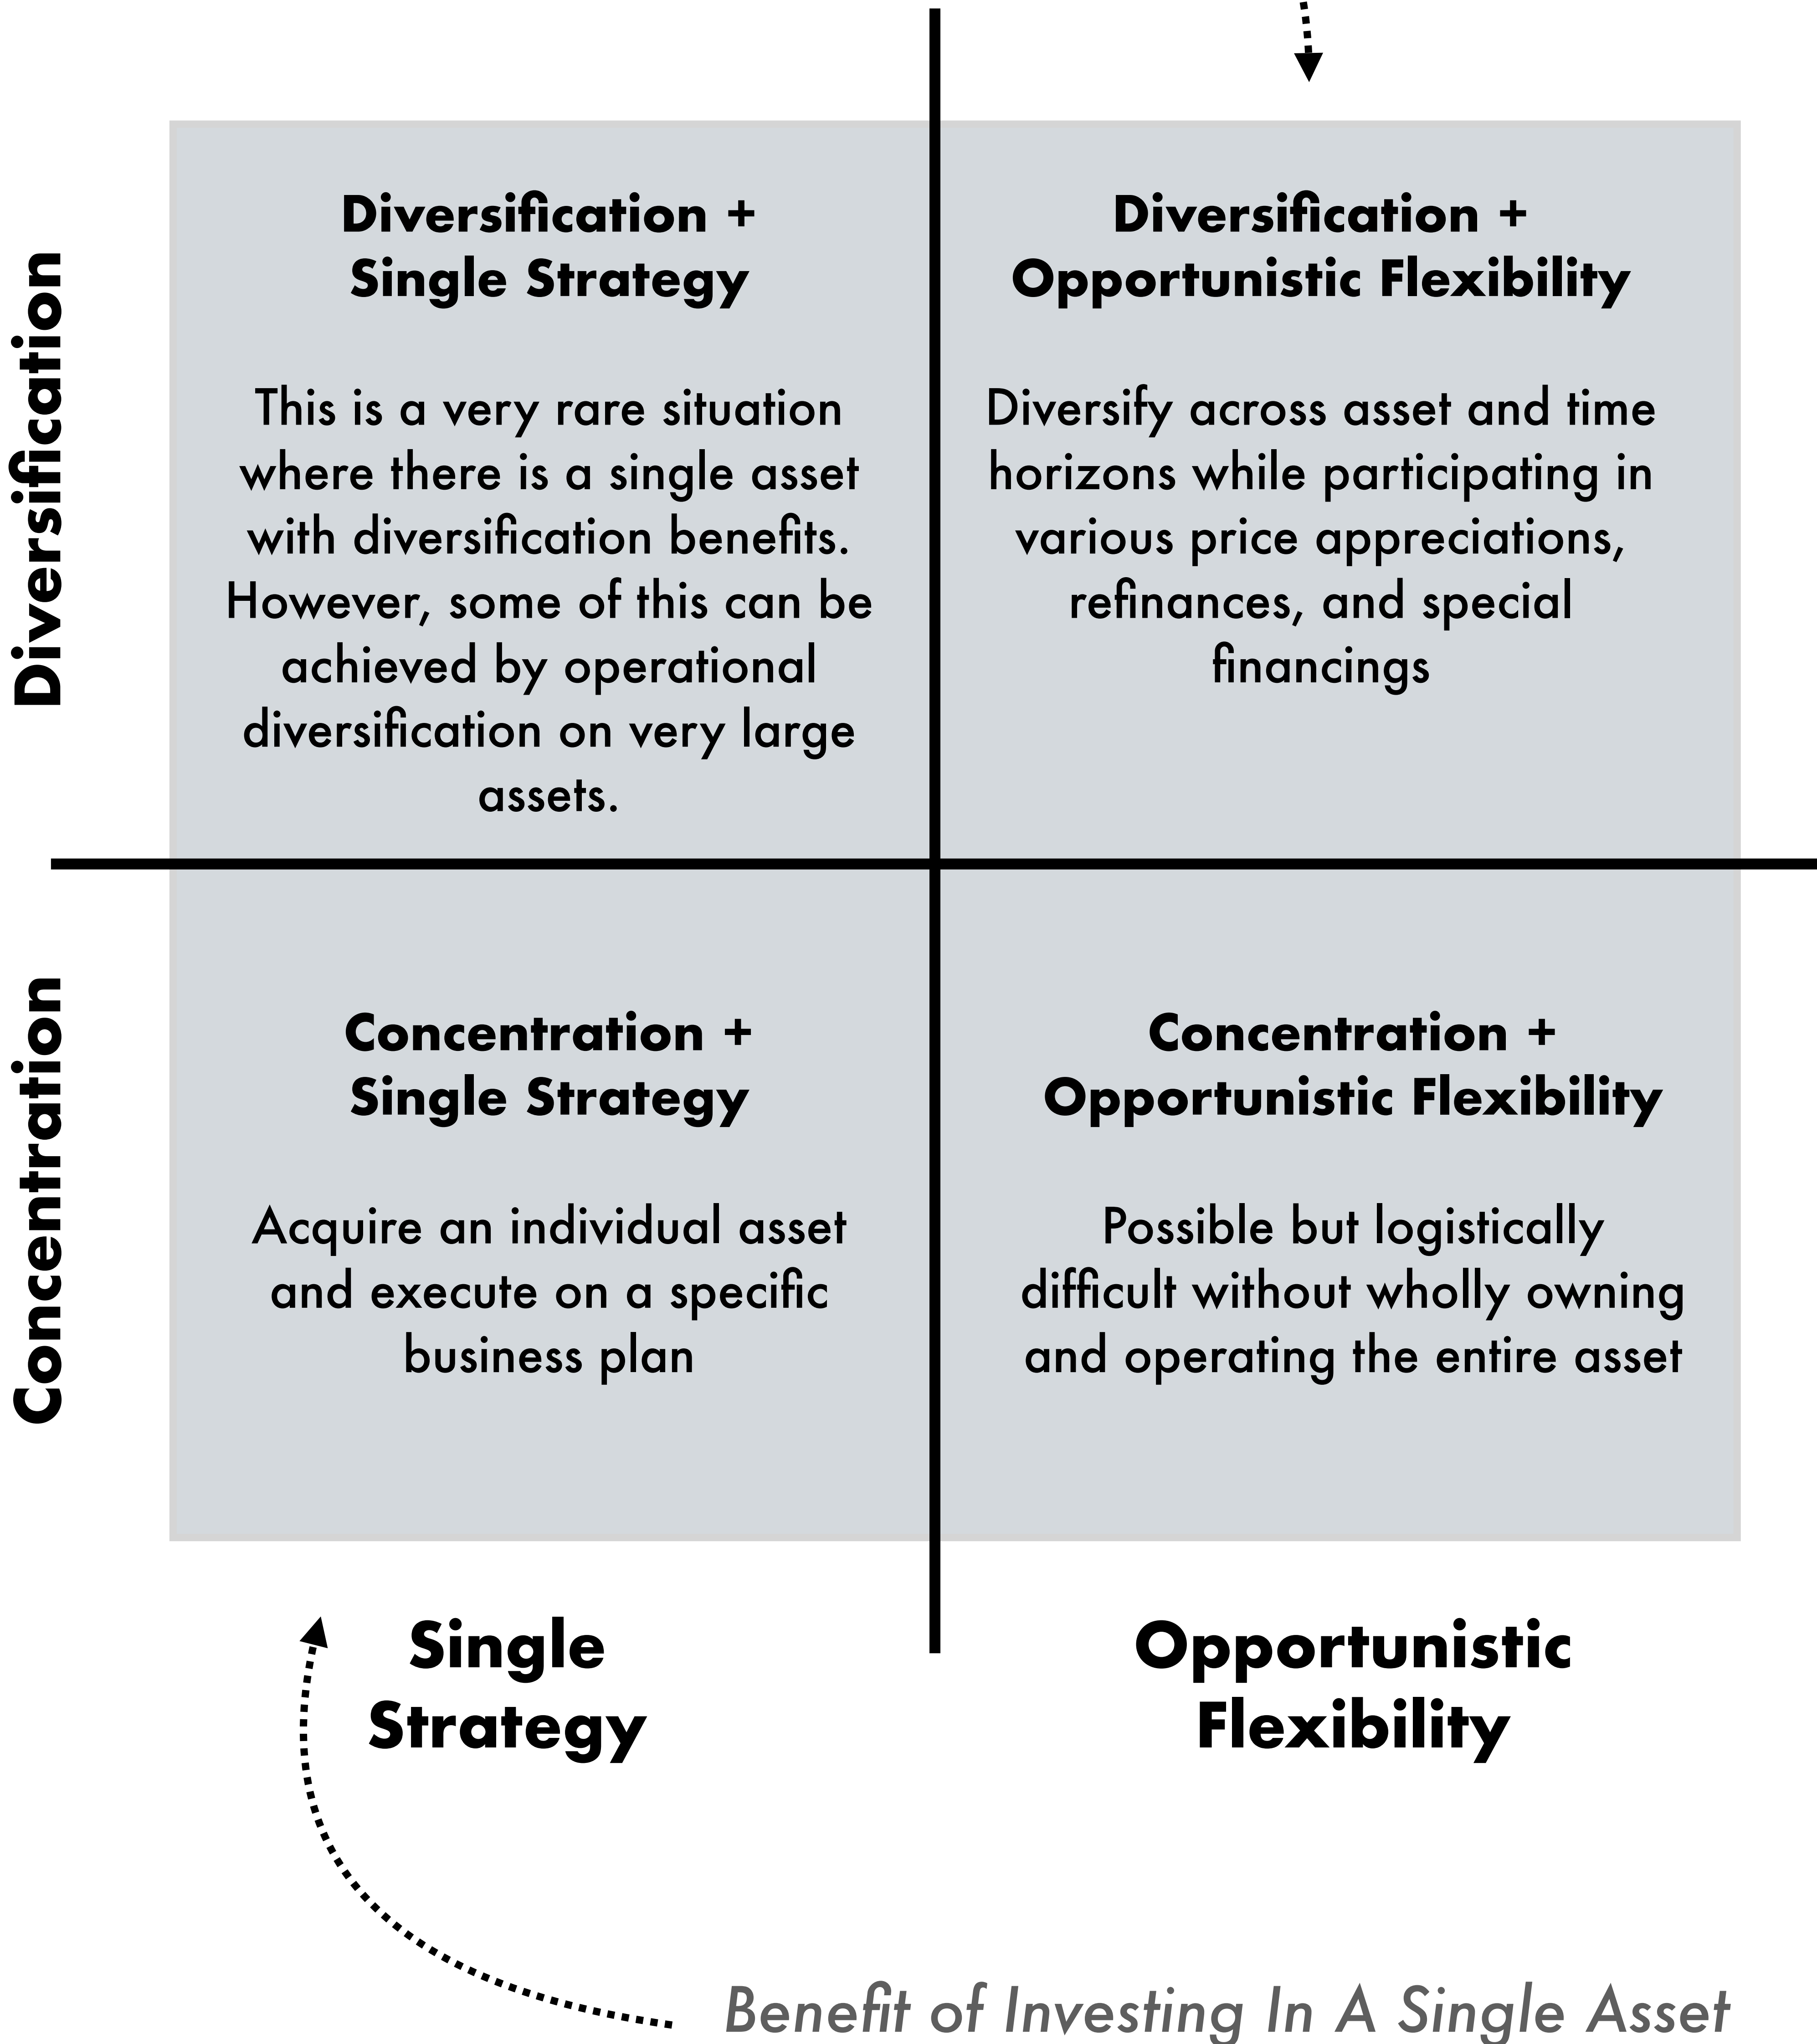 Diversification
Diversification +
Single Strategy
This is a very rare situation
where there is a single asset
with diversification benefits.
However, some of this can be
achieved by operational
diversification on very large
assets.
Diversification +
Opportunistic Flexibility
Diversify across asset and time
horizons while participating in
various price appreciations,
refinances, and special
financings
Concentration
Concentration +
Single Strategy
Acquire an individual asset
and execute on a specific
business plan
Concentration +
Opportunistic Flexibility
Possible but logistically
difficult without wholly owning
and operating the entire asset
Single
Strategy
Opportunistic
Flexibility
Benefit of Investing In A Single Asset